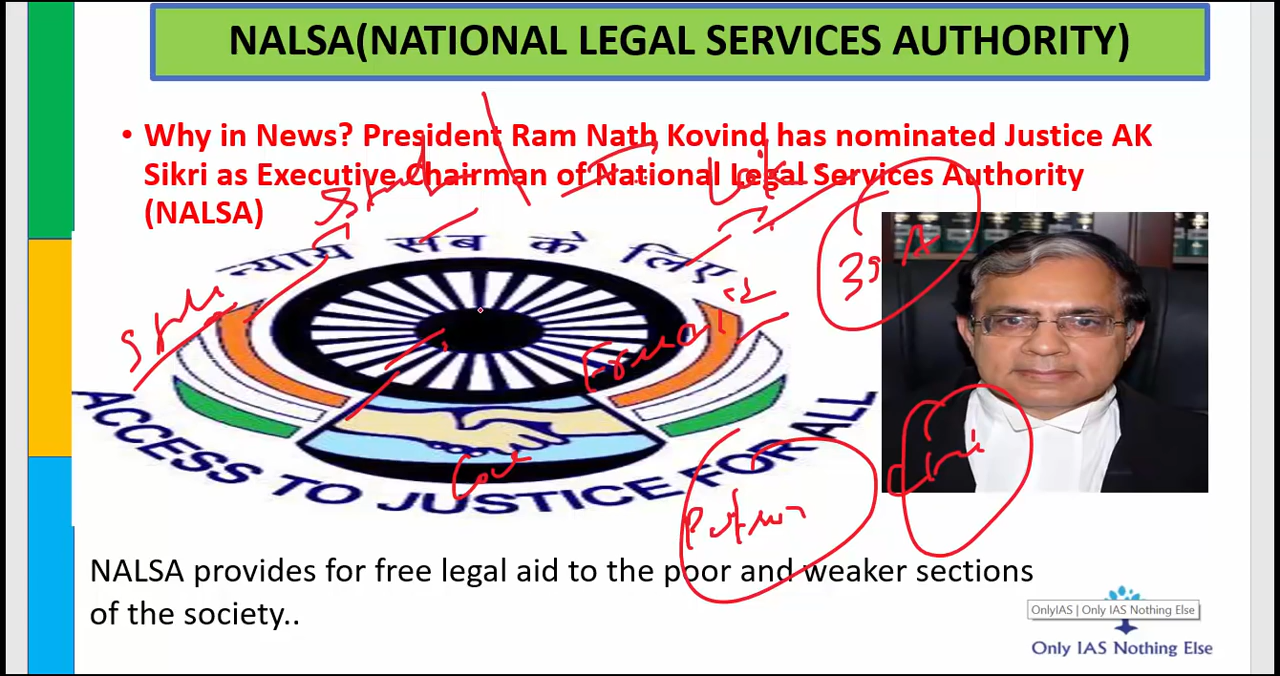 NALSA(NATIONAL LEGAL SERVICES AUTHORITY)
• Why in News? President Ram Nath Kovind has nominated Justice AK
Sikri as Executive Chairman of National Legal Services Authority
(NALSA)
न्याय सब के लिए
39 A
ACCESS TO JUSTICE FOR ALL
NALSA provides for free legal aid to the poor and weaker sections
of the society..
OnlyIAS | Only IAS Nothing Else
Only IAS Nothing Else